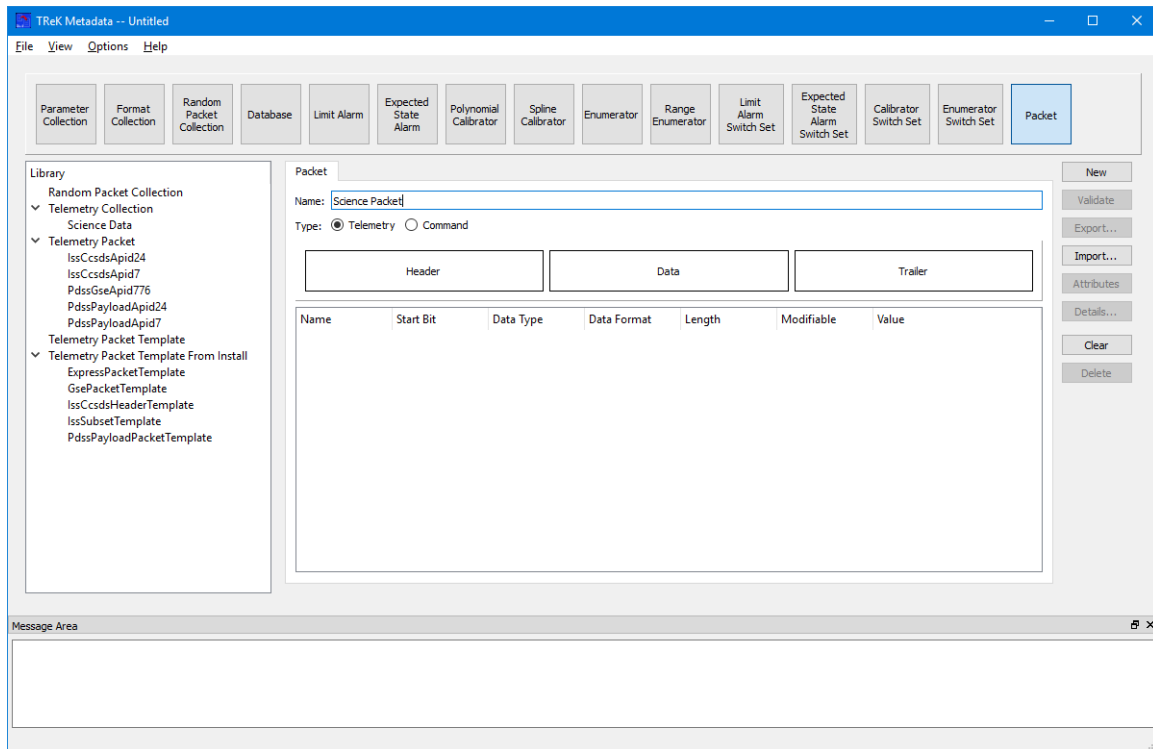 TReK Metadata -- Untitled
File View Options Help
Parameter Collection
Format Collection
Random Packet Collection
Database
Limit Alarm
Expected State Alarm
Polynomial Calibrator
Spline Calibrator
Enumerator
Range Enumerator
Limit Alarm Switch Set
Expected State Alarm Switch Set
Calibrator Switch Set
Enumerator Switch Set
Packet
Library
Random Packet Collection
Telemetry Collection
Science Data
Telemetry Packet
IssCcsdsApid24
IssCcsdsApid7
PdssGseApid776
PdssPayloadApid24
PdssPayloadApid7
Telemetry Packet Template
Telemetry Packet Template From Install
ExpressPacketTemplate
GsePacketTemplate
IssCcsdsHeaderTemplate
IssSubsetTemplate
PdssPayloadPacketTemplate
Packet
Name: Science Packet
Type: Telemetry Command
Header Data Trailer
Name Start Bit Data Type Data Format Length Modifiable Value
New
Validate
Export...
Import...
Attributes
Details...
Clear
Delete
Message Area